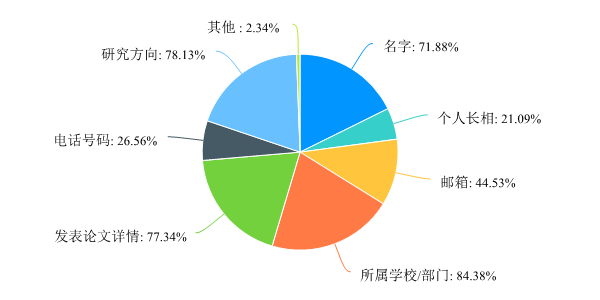 其他 : 2.34%
名字: 71.88%
研究方向: 78.13%
个人长相: 21.09%
电话号码: 26.56%
邮箱: 44.53%
发表论文详情: 77.34%
所属学校/部门: 84.38%